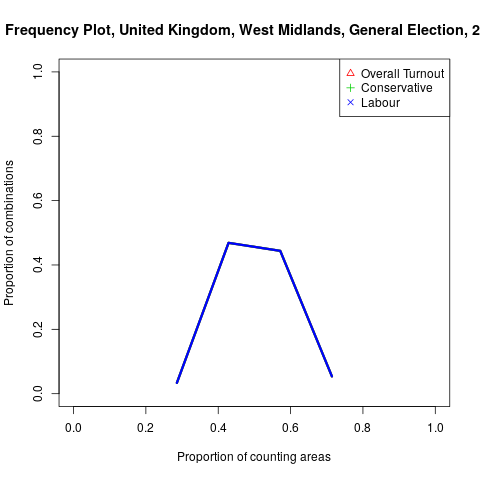 Frequency Plot, United Kingdom, West Midlands, General Election, 2
Overall Turnout
Conservative
Labour
Proportion of combinations
1.0
0.8
0.6
0.4
0.2
0.0
0.0 0.2 0.4 0.6 0.8 1.0
Proportion of counting areas